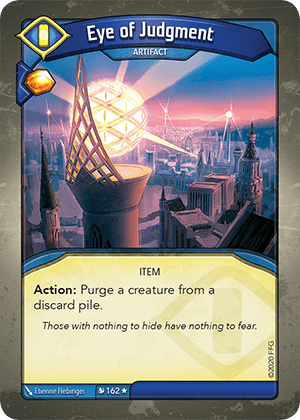 Eye of Judgment
ARTIFACT
ITEM
Action: Purge a creature from a
discard pile.
Those with nothing to hide have nothing to fear.
Etienne Hebinger
162 ★
©2020 FFG